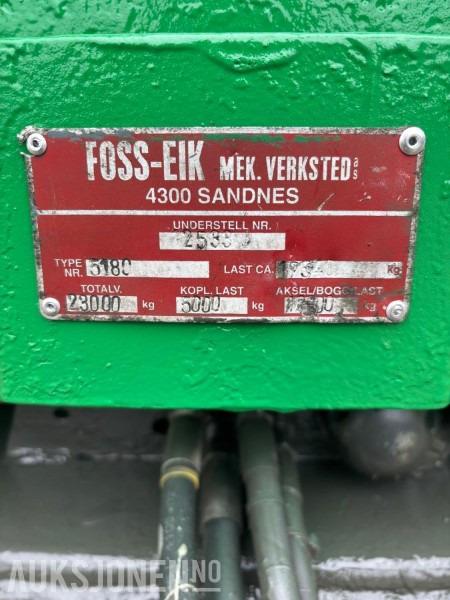 FOSS-EIK MEK. VERKSTED a/s
4300 SANDNES
UNDERSTELL NR.
TYPE NR. 5180 LAST CA. Kg
TOTALV. KOPL. LAST AKSEL/BOGGILAST
23000 kg 5000 kg kg
AUKSJONEN.NO